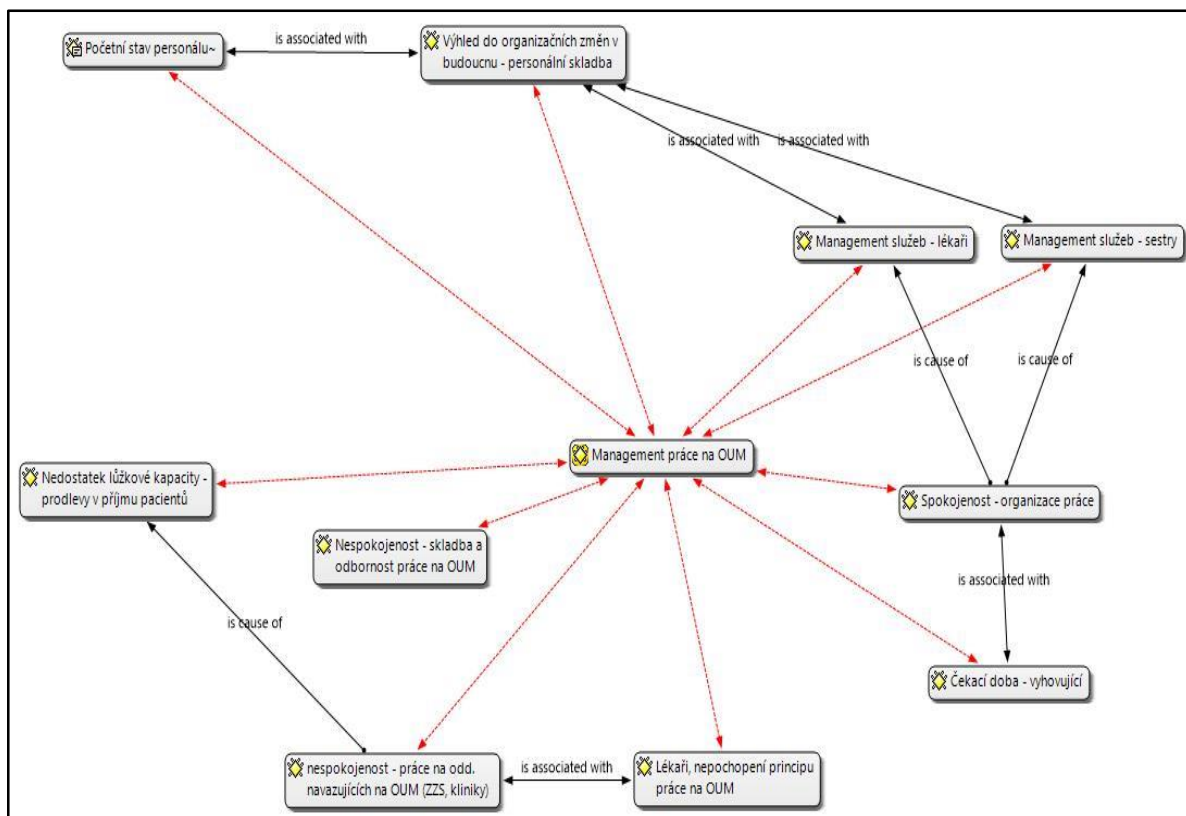 Početní stav personálu~
is associated with
Výhled do organizačních změn v
budoucnu - personální skladba
is associated with
is associated with
Management služeb - lékaři
Management služeb - sestry
is cause of
is cause of
Management práce na OUM
Nedostatek lůžkové kapacity -
prodlevy v příjmu pacientů
Spokojenost - organizace práce
Nespokojenost - skladba a
odbornost práce na OUM
is associated with
is cause of
Čekací doba - vyhovující
nespokojenost - práce na odd.
navazujících na OUM (ZZS, kliniky)
is associated with
Lékaři, nepochopení principu
práce na OUM